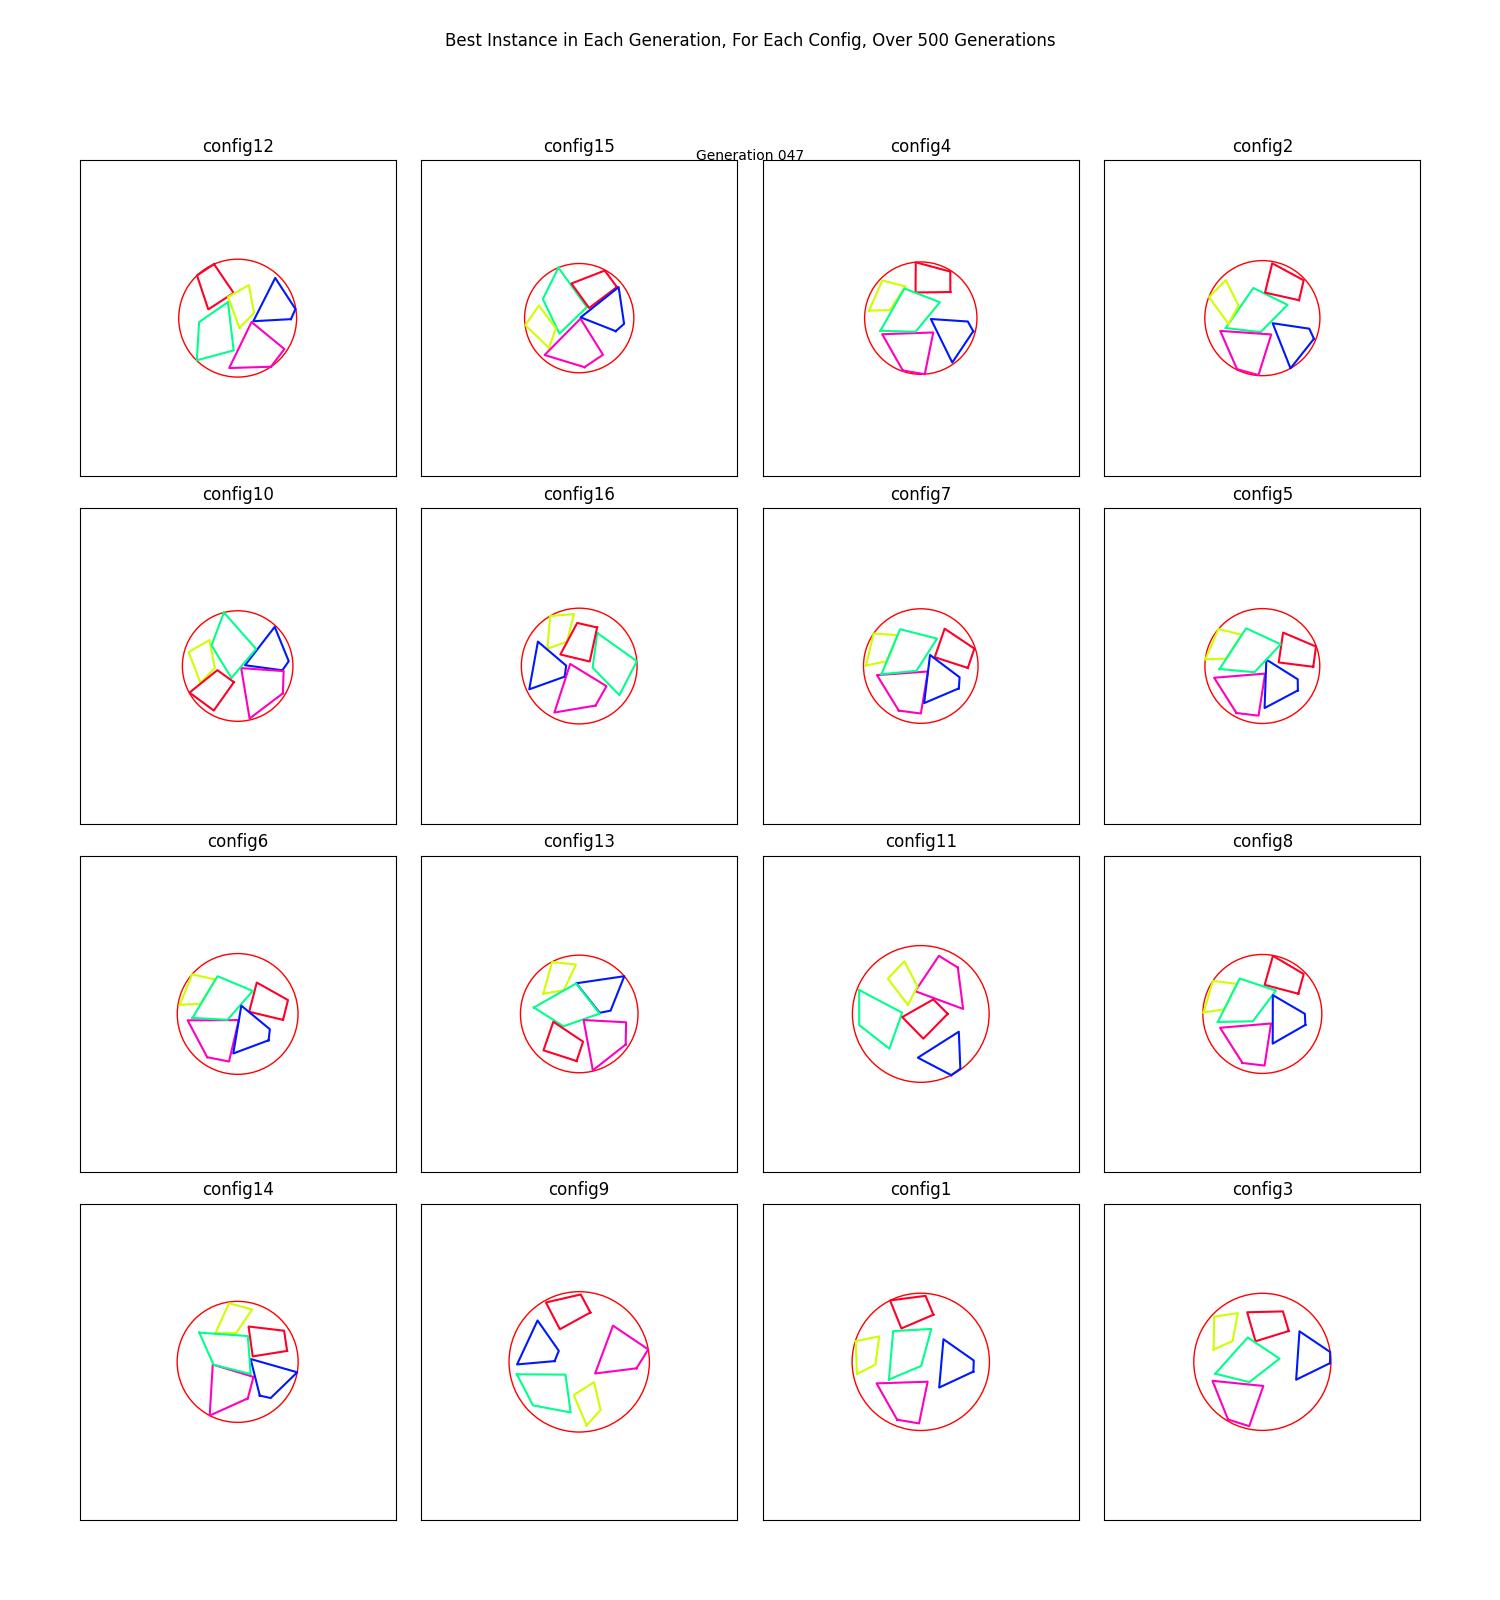 Best Instance in Each Generation, For Each Config, Over 500 Generations
Generation 047
config12
config15
config4
config2
config10
config16
config7
config5
config6
config13
config11
config8
config14
config9
config1
config3